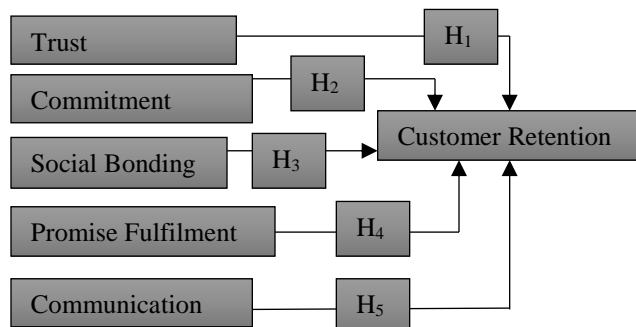 Trust
H₁
Commitment
H₂
Customer Retention
Social Bonding
H₃
Promise Fulfilment
H₄
Communication
H₅